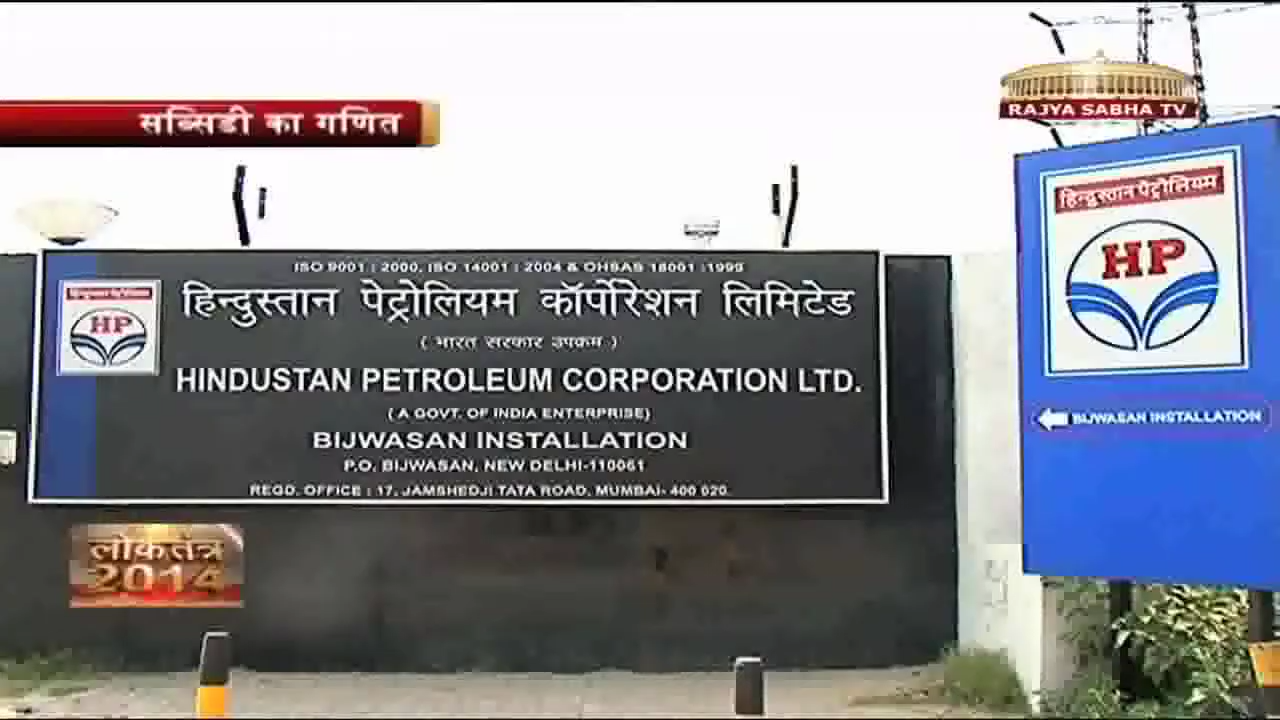 सब्सिडी का गणित
RAJYA SABHA TV
ISO 9001 : 2000, ISO 14001 : 2004 & OHSAS 18001 :1999
हिन्दुस्तान पेट्रोलियम
HP
हिन्दुस्तान पेट्रोलियम कॉर्पोरेशन लिमिटेड
( भारत सरकार उपक्रम )
HINDUSTAN PETROLEUM CORPORATION LTD.
( A GOVT. OF INDIA ENTERPRISE)
BIJWASAN INSTALLATION
P.O. BIJWASAN, NEW DELHI-110061
REGD. OFFICE : 17, JAMSHEDJI TATA ROAD, MUMBAI- 400 020.
हिन्दुस्तान पेट्रोलियम
HP
BIJWASAN INSTALLATION
लोकतंत्र
2014